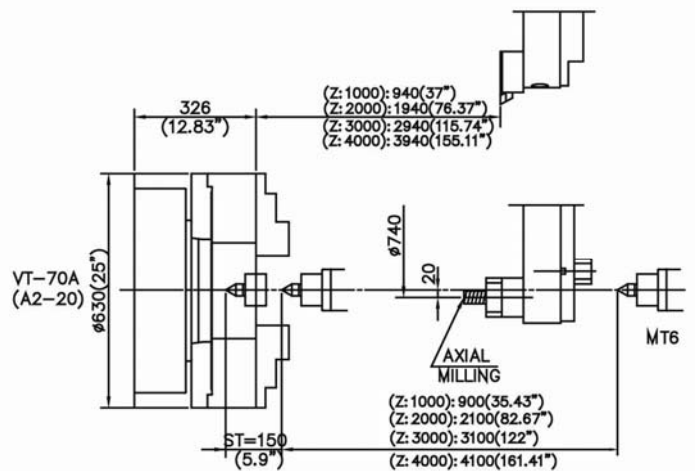 326
(12.83")
(Z:1000):940(37")
(Z:2000):1940(76.37")
(Z:3000):2940(115.74")
(Z:4000):3940(155.11")
VT-70A
(A2-20)
ø630(25")
ø740
20
MT6
AXIAL
MILLING
ST=150
(5.9")
(Z:1000):900(35.43")
(Z:2000):2100(82.67")
(Z:3000):3100(122")
(Z:4000):4100(161.41")